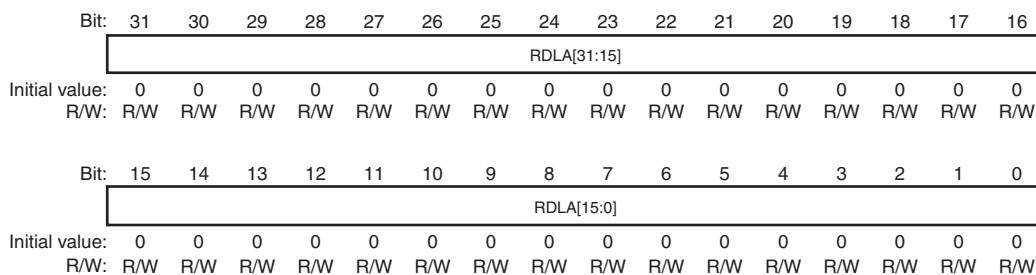 Bit: 31 30 29 28 27 26 25 24 23 22 21 20 19 18 17 16
RDLA[31:15]
Initial value: 0 0 0 0 0 0 0 0 0 0 0 0 0 0 0 0
R/W: R/W R/W R/W R/W R/W R/W R/W R/W R/W R/W R/W R/W R/W R/W R/W R/W
Bit: 15 14 13 12 11 10 9 8 7 6 5 4 3 2 1 0
RDLA[15:0]
Initial value: 0 0 0 0 0 0 0 0 0 0 0 0 0 0 0 0
R/W: R/W R/W R/W R/W R/W R/W R/W R/W R/W R/W R/W R/W R/W R/W R/W R/W